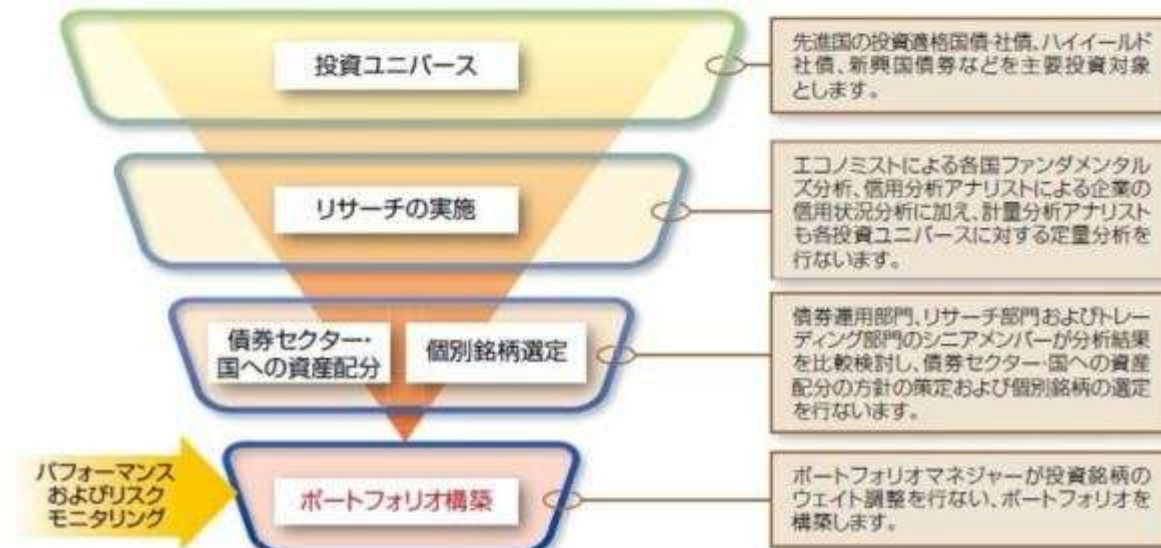 投資ユニバース
先進国の投資適格国債・社債、ハイイールド
社債、新興国債券などを主要投資対象
とします。
リサーチの実施
エコノミストによる各国ファンダメンタル
ズ分析、信用分析アナリストによる企業の
信用状況分析に加え、計量分析アナリスト
も各投資ユニバースに対する定量分析を
行ないます。
債券セクター・
国への資産配分
個別銘柄選定
債券運用部門、リサーチ部門およびトレー
ディング部門のシニアメンバーが分析結果
を比較検討し、債券セクター・国への資産
配分の方針の策定および個別銘柄の選定
を行ないます。
パフォーマンス
およびリスク
モニタリング
ポートフォリオ構築
ポートフォリオマネジャーが投資銘柄の
ウェイト調整を行ない、ポートフォリオを
構築します。